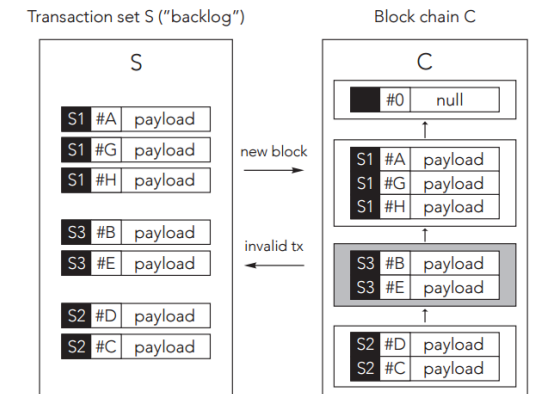 Transaction set S ("backlog")
S
S1 #A payload
S1 #G payload
S1 #H payload
S3 #B payload
S3 #E payload
S2 #D payload
S2 #C payload
new block
invalid tx
Block chain C
C
#0 null
S1 #A payload
S1 #G payload
S1 #H payload
S3 #B payload
S3 #E payload
S2 #D payload
S2 #C payload